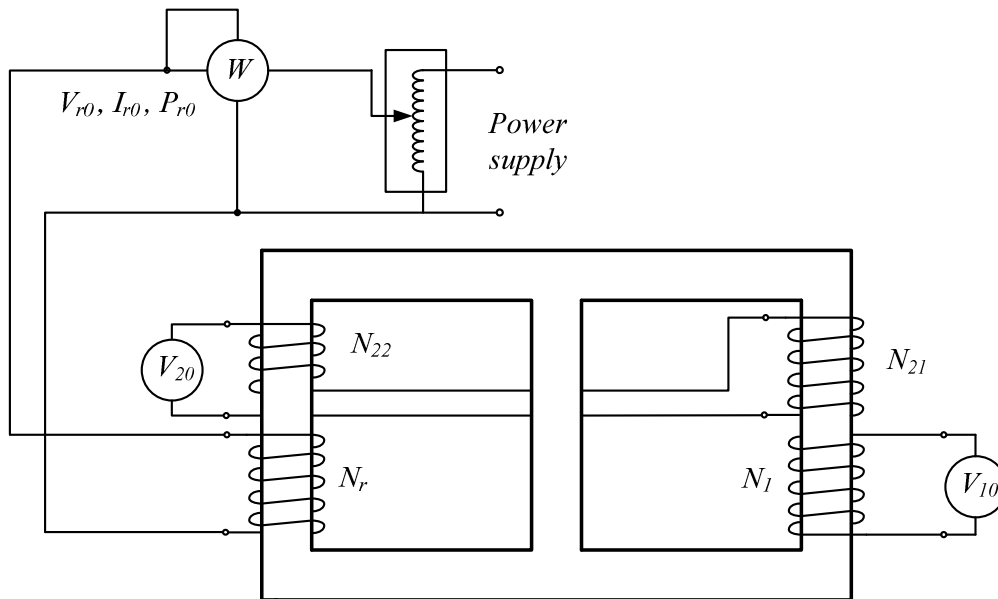 W
V_{r0}, I_{r0}, P_{r0}
Power
supply
V_{20}
N_{22}
N_{21}
N_r
N_1
V_{10}